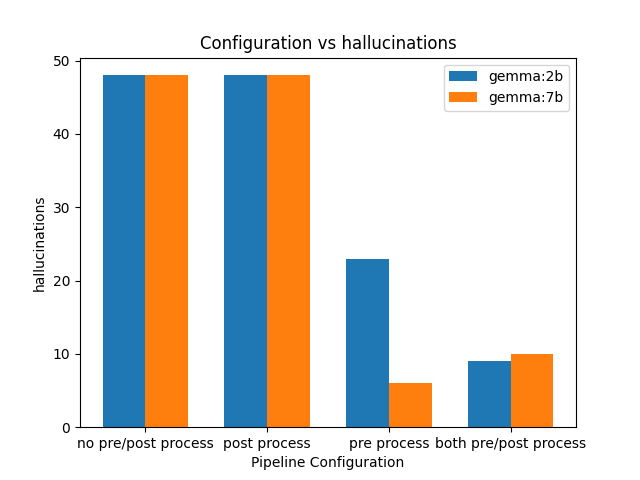 Configuration vs hallucinations
gemma:2b
gemma:7b
hallucinations
50
40
30
20
10
0
no pre/post process
post process
pre process
both pre/post process
Pipeline Configuration